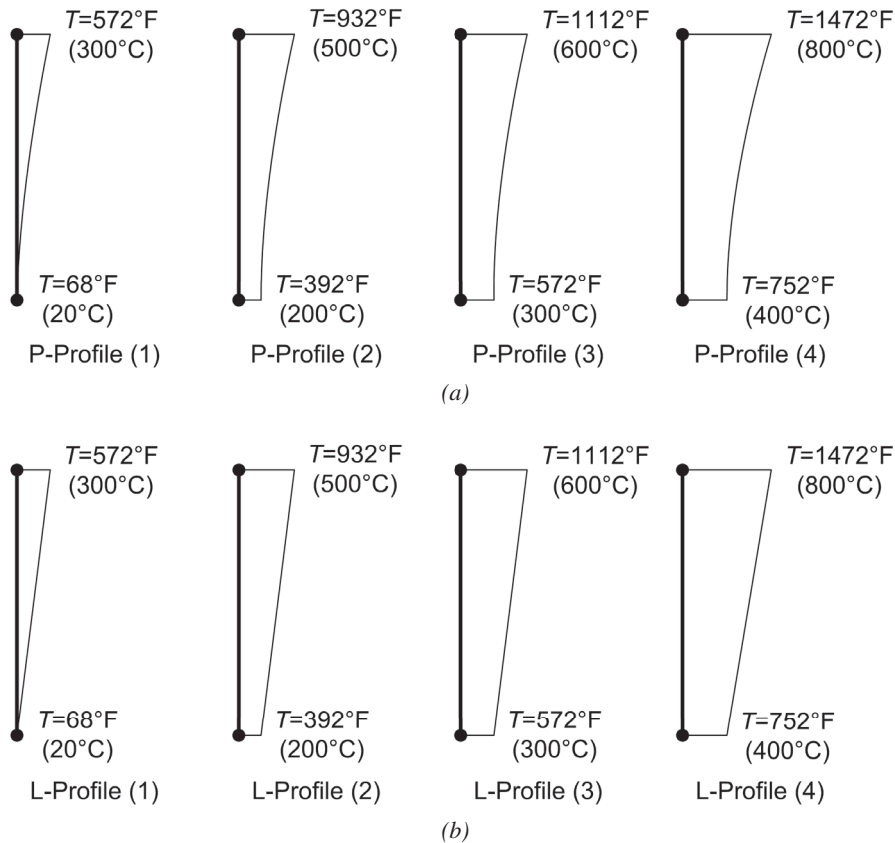 T=572°F
(300°C)
T=932°F
(500°C)
T=1112°F
(600°C)
T=1472°F
(800°C)
T=68°F
(20°C)
T=392°F
(200°C)
T=572°F
(300°C)
T=752°F
(400°C)
P-Profile (1)
P-Profile (2)
P-Profile (3)
P-Profile (4)
(a)
T=572°F
(300°C)
T=932°F
(500°C)
T=1112°F
(600°C)
T=1472°F
(800°C)
T=68°F
(20°C)
T=392°F
(200°C)
T=572°F
(300°C)
T=752°F
(400°C)
L-Profile (1)
L-Profile (2)
L-Profile (3)
L-Profile (4)
(b)